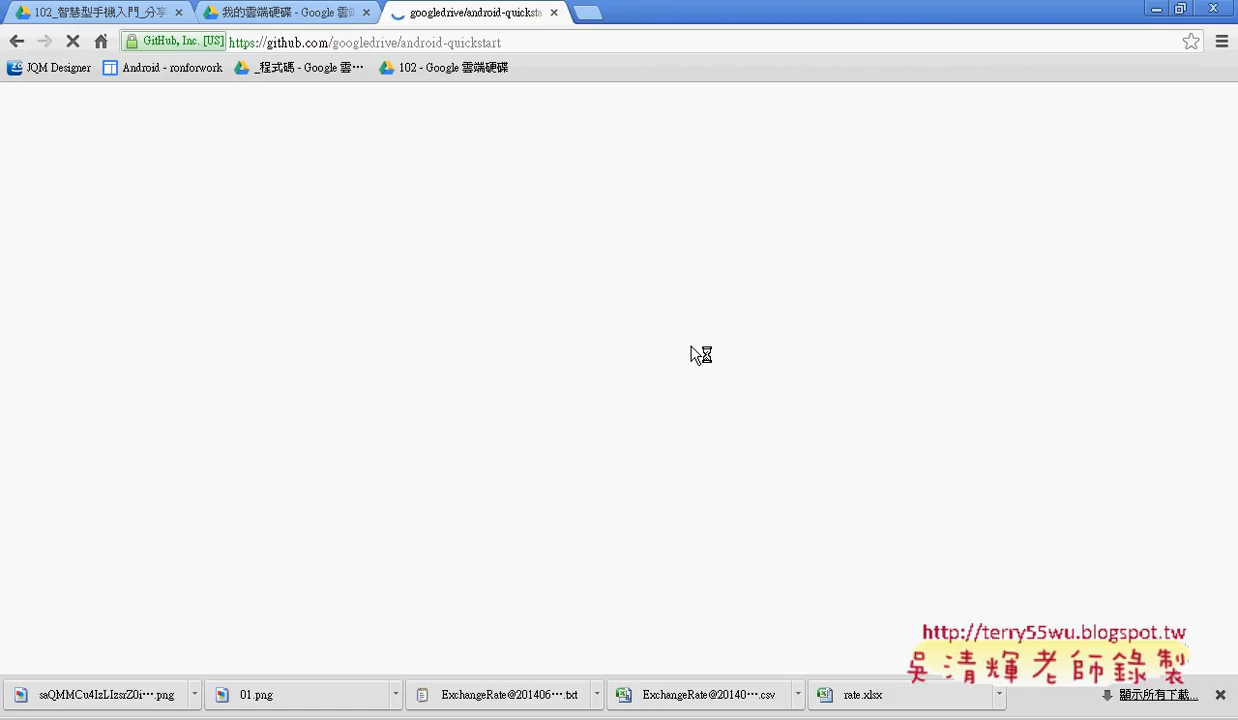 102_智慧型手機入門_分享
我的雲端硬碟 - Google 雲
googledrive/android-quicksta
GitHub, Inc. [US]
https://github.com/googledrive/android-quickstart
JQM Designer
Android - ronforwork
_程式碼 - Google 雲…
102 - Google 雲端硬碟
http://terry55wu.blogspot.tw
吳清輝老師錄製
saQMMCu4IzLIzsrZ0i….png
01.png
ExchangeRate@201406….txt
ExchangeRate@20140….csv
rate.xlsx
顯示所有下載...